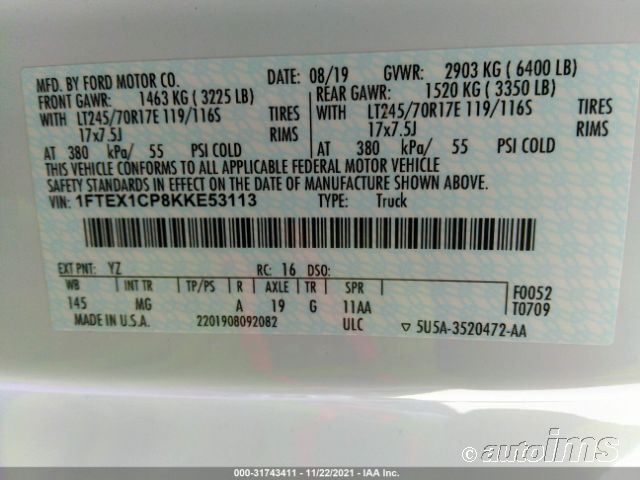 MFD. BY FORD MOTOR CO.
DATE: 08/19 GVWR: 2903 KG ( 6400 LB)
FRONT GAWR: 1463 KG ( 3225 LB)
REAR GAWR: 1520 KG ( 3350 LB)
WITH LT245/70R17E 119/116S TIRES
LT245/70R17E 119/116S TIRES
17x7.5J RIMS
17x7.5J RIMS
AT 380 kPa/ 55 PSI COLD
AT 380 kPa/ 55 PSI COLD
THIS VEHICLE CONFORMS TO ALL APPLICABLE FEDERAL MOTOR VEHICLE
SAFETY STANDARDS IN EFFECT ON THE DATE OF MANUFACTURE SHOWN ABOVE.
VIN: 1FTEX1CP8KKE53113 TYPE: Truck
EXT PNT: YZ RC: 16 DSO:
WB INT TR TP/PS R AXLE TR SPR
145 MG A 19 G 11AA
F0052
T0709
MADE IN U.S.A. 2201908092082 ULC ▽ 5U5A-3520472-AA
autoims
000-31743411 - 11/22/2021 - IAA Inc.